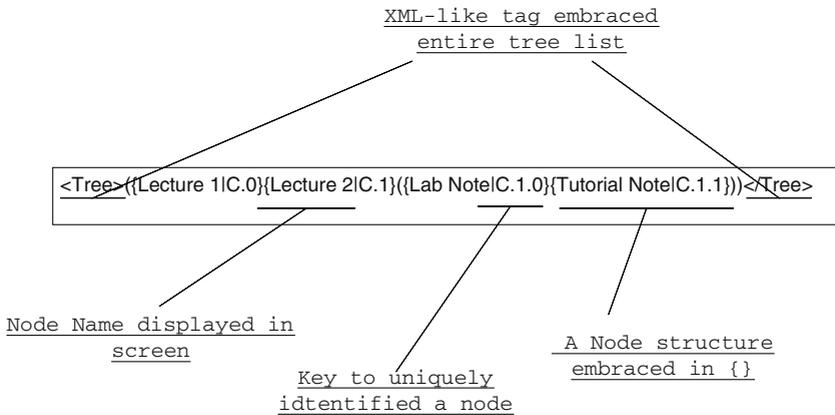 XML-like tag embraced
entire tree list
<Tree>({Lecture 1|C.0}{Lecture 2|C.1}({Lab Note|C.1.0}{Tutorial Note|C.1.1}))</Tree>
Node Name displayed in
screen
Key to uniquely
idtentified a node
A Node structure
embraced in {}